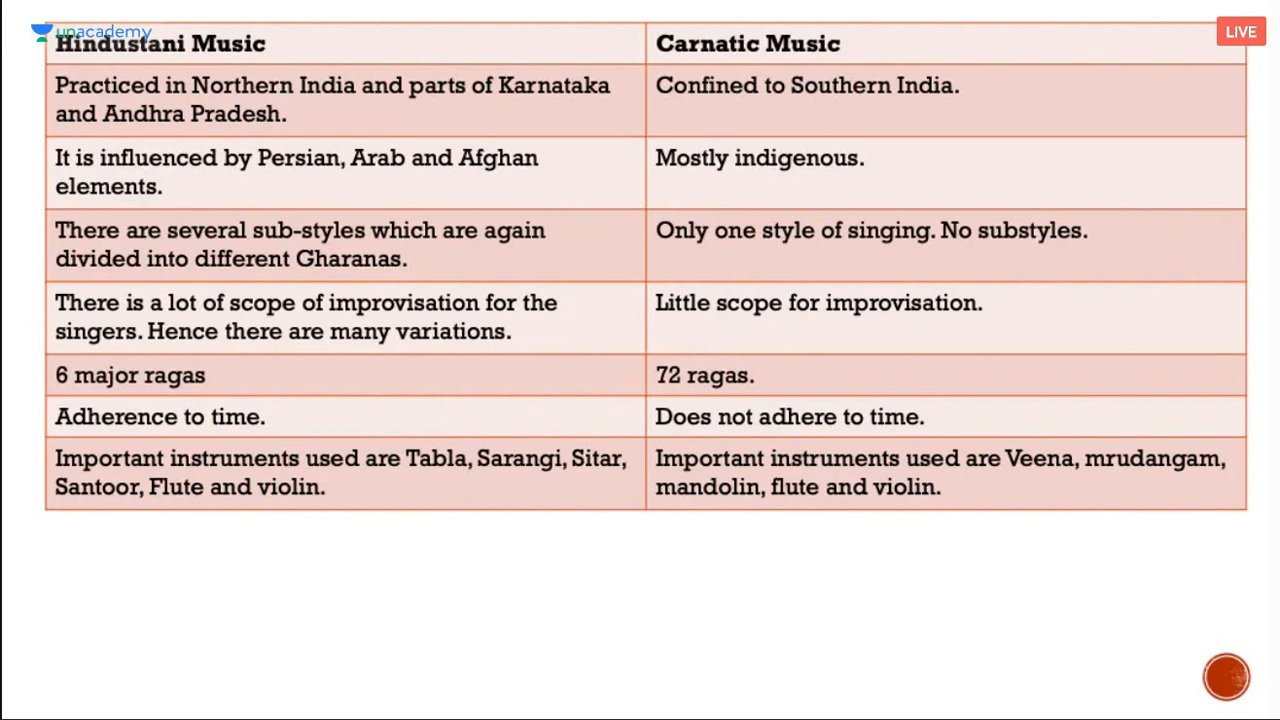 unacademy
LIVE
Hindustani Music
Carnatic Music
Practiced in Northern India and parts of Karnataka
and Andhra Pradesh.
Confined to Southern India.
It is influenced by Persian, Arab and Afghan
elements.
Mostly indigenous.
There are several sub-styles which are again
divided into different Gharanas.
Only one style of singing. No substyles.
There is a lot of scope of improvisation for the
singers. Hence there are many variations.
Little scope for improvisation.
6 major ragas
72 ragas.
Adherence to time.
Does not adhere to time.
Important instruments used are Tabla, Sarangi, Sitar,
Santoor, Flute and violin.
Important instruments used are Veena, mrudangam,
mandolin, flute and violin.